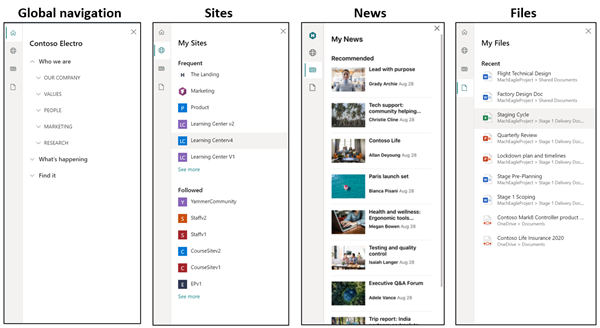 Global navigation
Contoso Electro
Who we are
OUR COMPANY
VALUES
PEOPLE
MARKETING
RESEARCH
What's happening
Find it
Sites
My Sites
Frequent
The Landing
Marketing
P Product
LC Learning Center v2
LC Learning Centerv4
LC Learning Center V1
See more
Followed
Y YammerCommunity
S Staffv2
S Staffv1
C CourseSitev2
C CourseSitev1
E EPv1
See more
News
My News
Recommended
Lead with purpose
Grady Archie Aug 28
Tech support:
community helping...
Christie Cline Aug 28
Contoso Life
Allan Deyoung Aug 28
Paris launch set
Bianca Pisani Aug 28
Health and wellness:
Ergonomic tools...
Megan Bowen Aug 28
Testing and quality
control
Isaiah Langer Aug 28
Executive Q&A Forum
Adele Vance Aug 28
Trip report: India
Files
My Files
Recent
Flight Technical Design
MachEagleProject > Shared Documents
Factory Design Doc
MachEagleProject > Shared Documents
Staging Cycle
MachEagleProject > Stage 1 Delivery Doc...
Quarterly Review
MachEagleProject > Shared Documents
Lockdown plan and timelines
MachEagleProject > Stage 1 Delivery Doc...
Stage Pre-Planning
MachEagleProject > Stage 1 Delivery Doc...
Stage 1 Scoping
MachEagleProject > Stage 1 Delivery Doc...
Contoso Mark8 Controller product ...
OneDrive > Documents
Contoso Life Insurance 2020
OneDrive > Documents